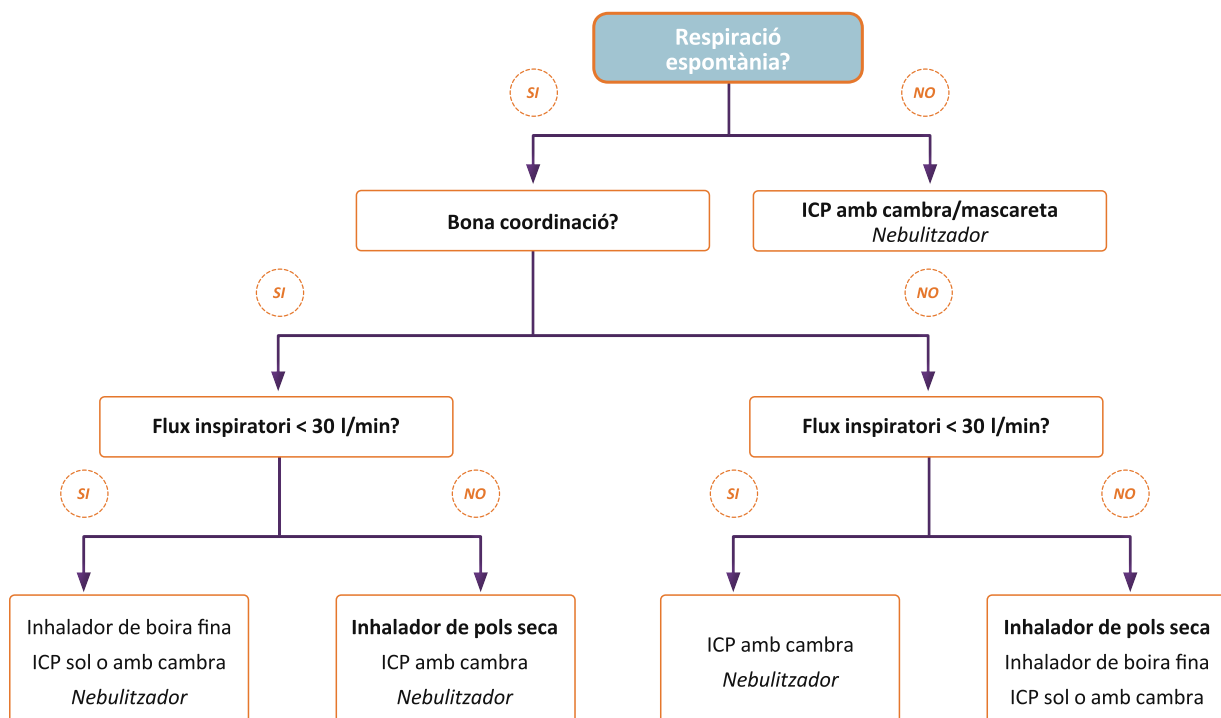 Respiració
espontània?
SI
NO
Bona coordinació?
ICP amb cambra/mascareta
Nebulitzador
SI
NO
Flux inspiratori < 30 l/min?
Flux inspiratori < 30 l/min?
SI
NO
SI
NO
Inhalador de boira fina
ICP sol o amb cambra
Nebulitzador
Inhalador de pols seca
ICP amb cambra
Nebulitzador
ICP amb cambra
Nebulitzador
Inhalador de pols seca
Inhalador de boira fina
ICP sol o amb cambra